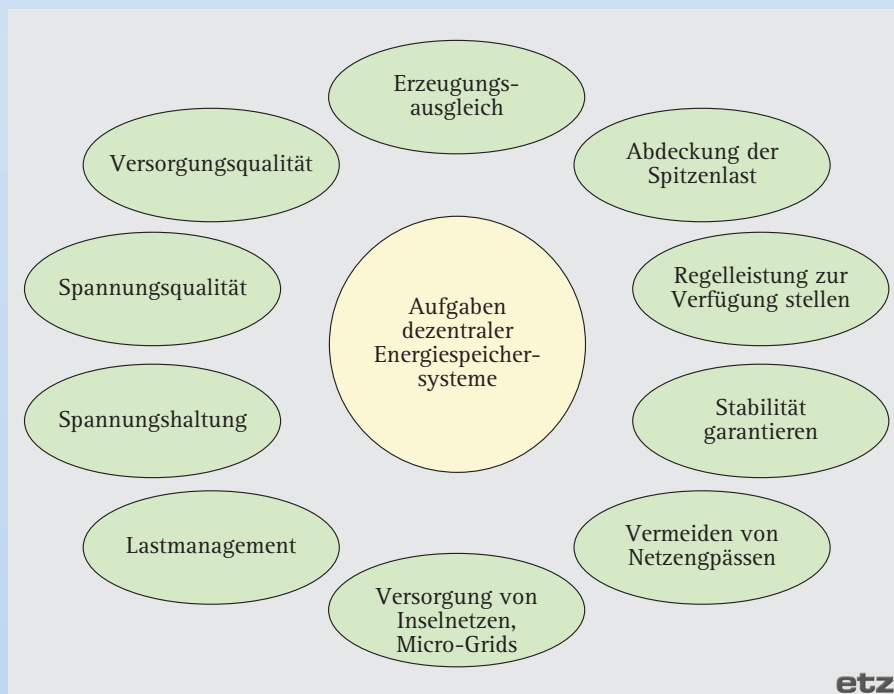 Erzeugungs-
ausgleich
Versorgungsqualität
Abdeckung der
Spitzenlast
Spannungsqualität
Regelleistung zur
Verfügung stellen
Aufgaben
dezentraler
Energiespeicher-
systeme
Spannungshaltung
Stabilität
garantieren
Lastmanagement
Vermeiden von
Netzengpässen
Versorgung von
Inselnetzen,
Micro-Grids
etz